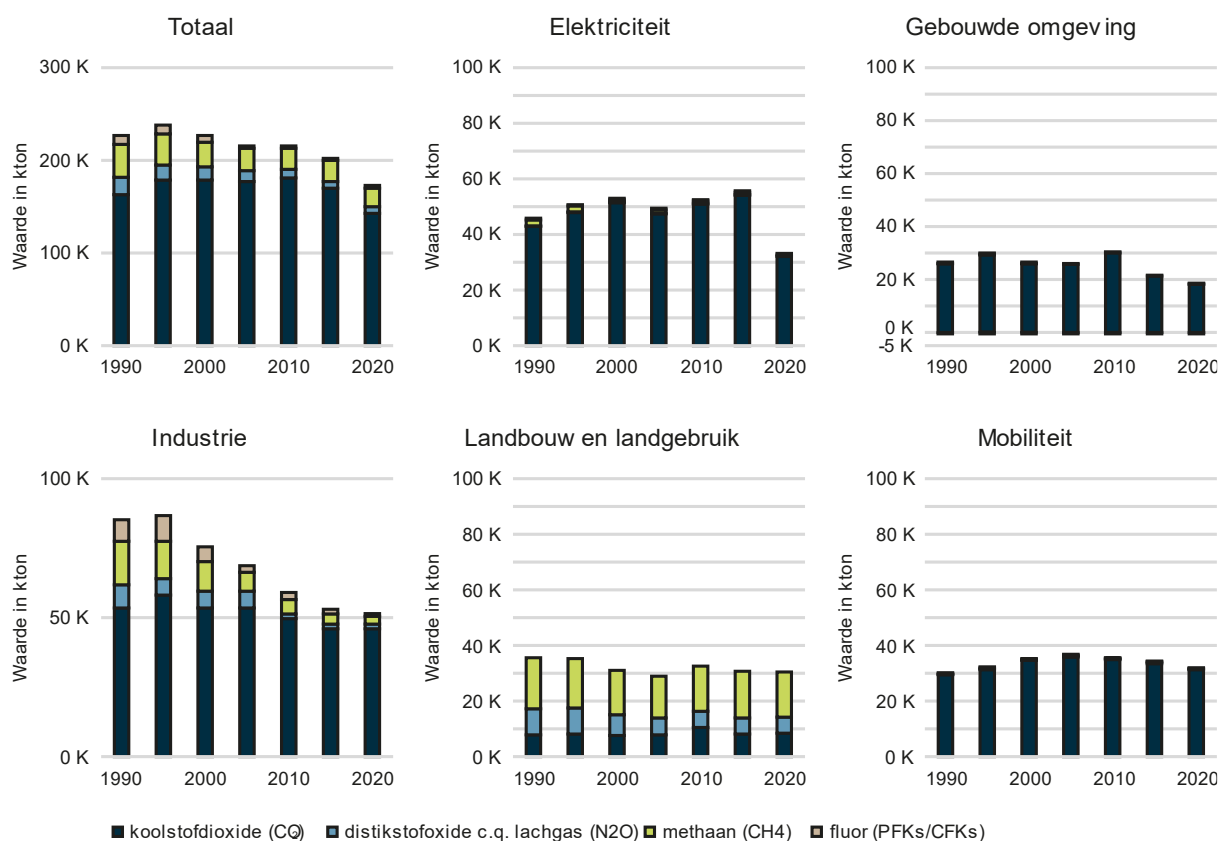 Totaal
Waarde in kton
300 K
200 K
100 K
0 K
1990 2000 2010 2020
Elektriciteit
Waarde in kton
100 K
80 K
60 K
40 K
20 K
0 K
1990 2000 2010 2020
Gebouwde omgeving
Waarde in kton
100 K
80 K
60 K
40 K
20 K
0 K
-5 K
1990 2000 2010 2020
Industrie
Waarde in kton
100 K
50 K
0 K
1990 2000 2010 2020
Landbouw en landgebruik
Waarde in kton
100 K
80 K
60 K
40 K
20 K
0 K
1990 2000 2010 2020
Mobiliteit
Waarde in kton
100 K
80 K
60 K
40 K
20 K
0 K
1990 2000 2010 2020
koolstofdioxide (CO₂) distikstofoxide c.q. lachgas (N2O) methaan (CH4) fluor (PFKs/CFKs)